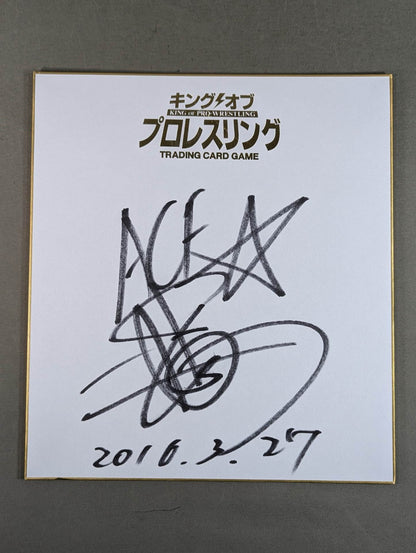 キング オブ
KING OF PRO-WRESTLING
プロレスリング
TRADING CARD GAME
ACE☆
2016.3.27